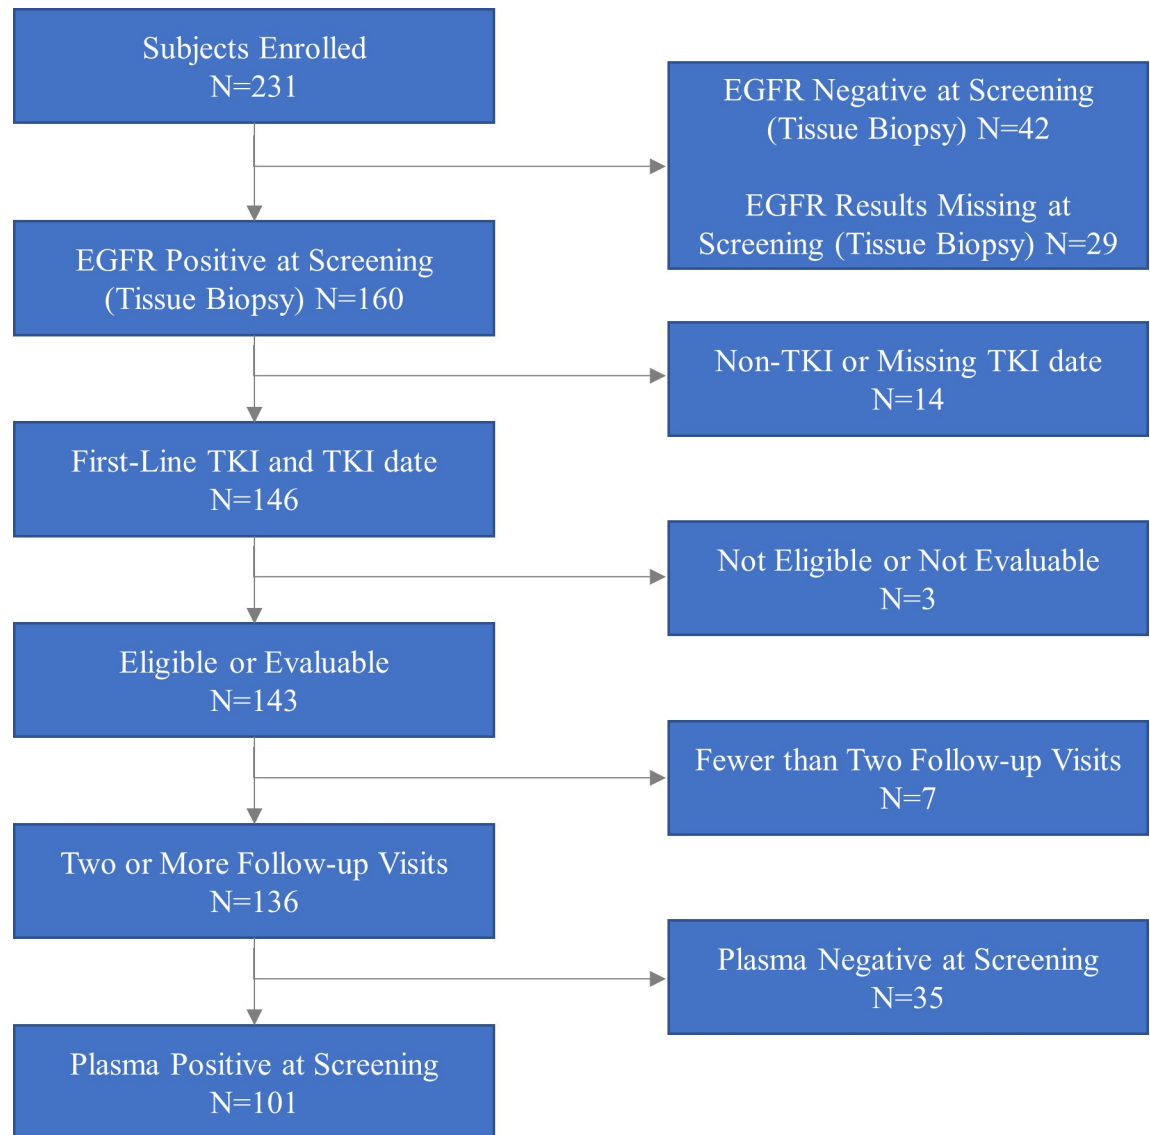 Subjects Enrolled
N=231
EGFR Negative at Screening
(Tissue Biopsy) N=42
EGFR Results Missing at
Screening (Tissue Biopsy) N=29
EGFR Positive at Screening
(Tissue Biopsy) N=160
Non-TKI or Missing TKI date
N=14
First-Line TKI and TKI date
N=146
Not Eligible or Not Evaluable
N=3
Eligible or Evaluable
N=143
Fewer than Two Follow-up Visits
N=7
Two or More Follow-up Visits
N=136
Plasma Negative at Screening
N=35
Plasma Positive at Screening
N=101